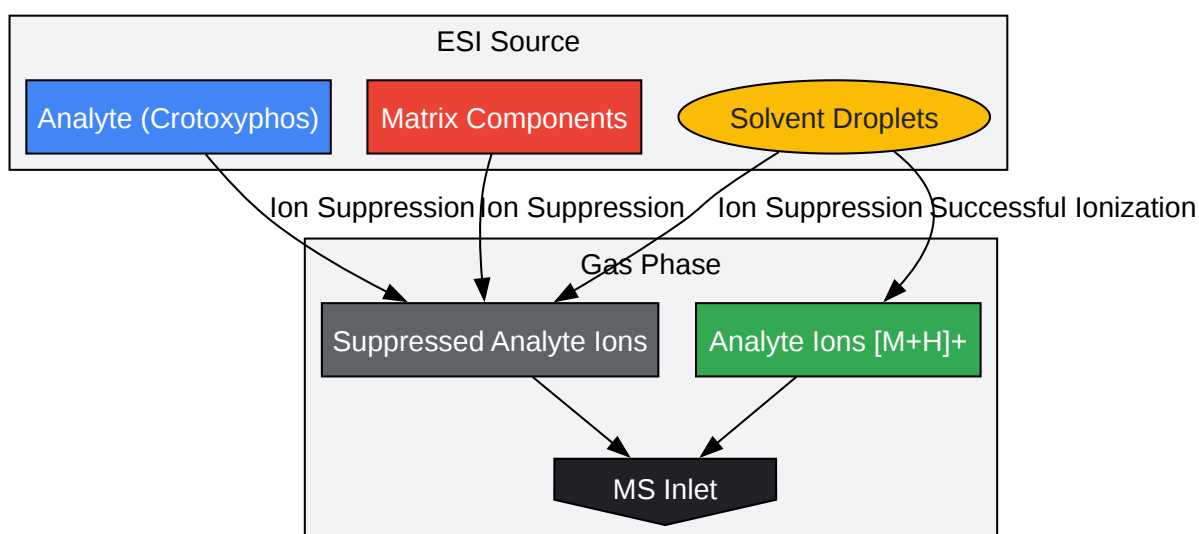 ESI Source
Analyte (Crotoxyphos)
Matrix Components
Solvent Droplets
Ion Suppression
Ion Suppression
Ion Suppression
Successful Ionization
Gas Phase
Suppressed Analyte Ions
Analyte Ions [M+H]+
MS Inlet